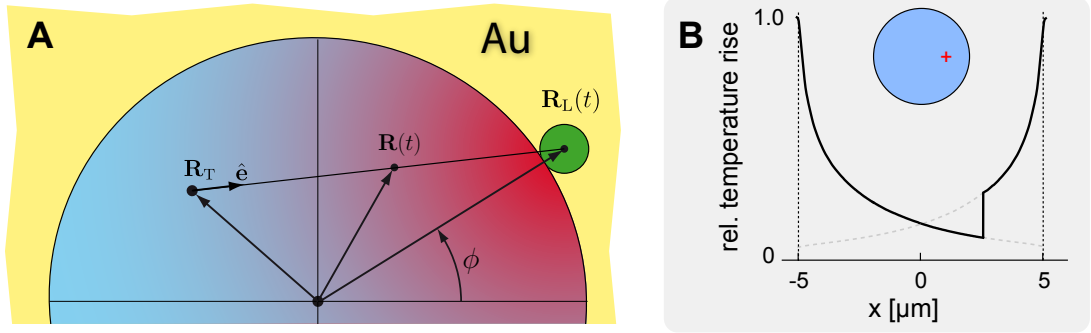 A
Au
R_L(t)
R(t)
R_T
ê
ϕ
B
rel. temperature rise
1.0
0
-5
0
5
x [μm]